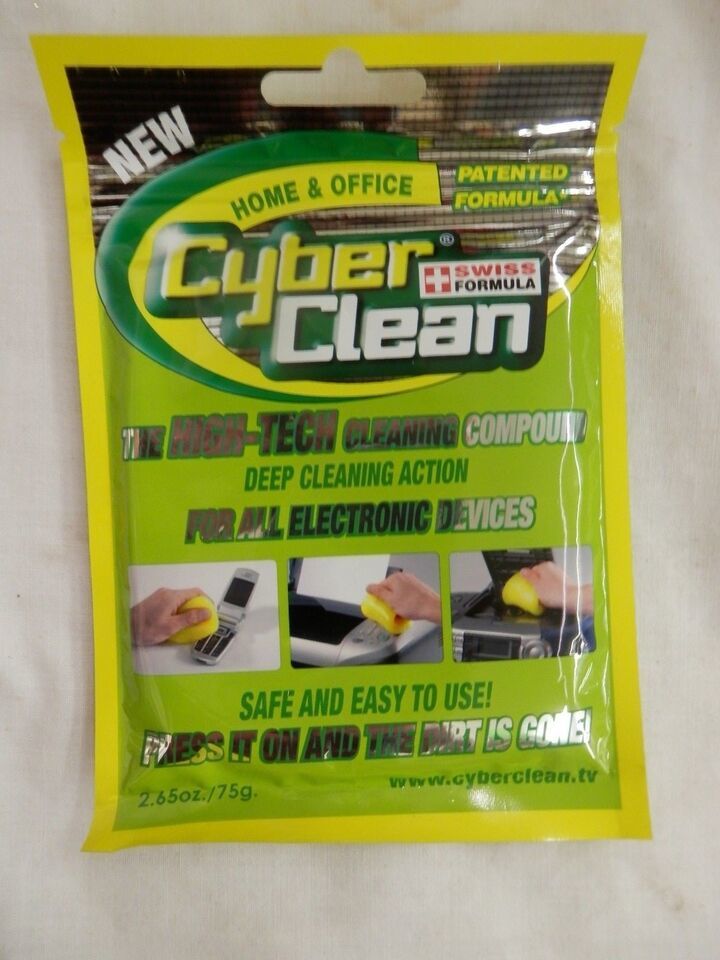 NEW
HOME & OFFICE
PATENTED
FORMULA
Cyber®
SWISS
FORMULA
Clean
THE HIGH-TECH CLEANING COMPOUND
DEEP CLEANING ACTION
FOR ALL ELECTRONIC DEVICES
SAFE AND EASY TO USE!
PRESS IT ON AND THE DIRT IS GONE!
www.cyberclean.tv
2.65oz./75g.